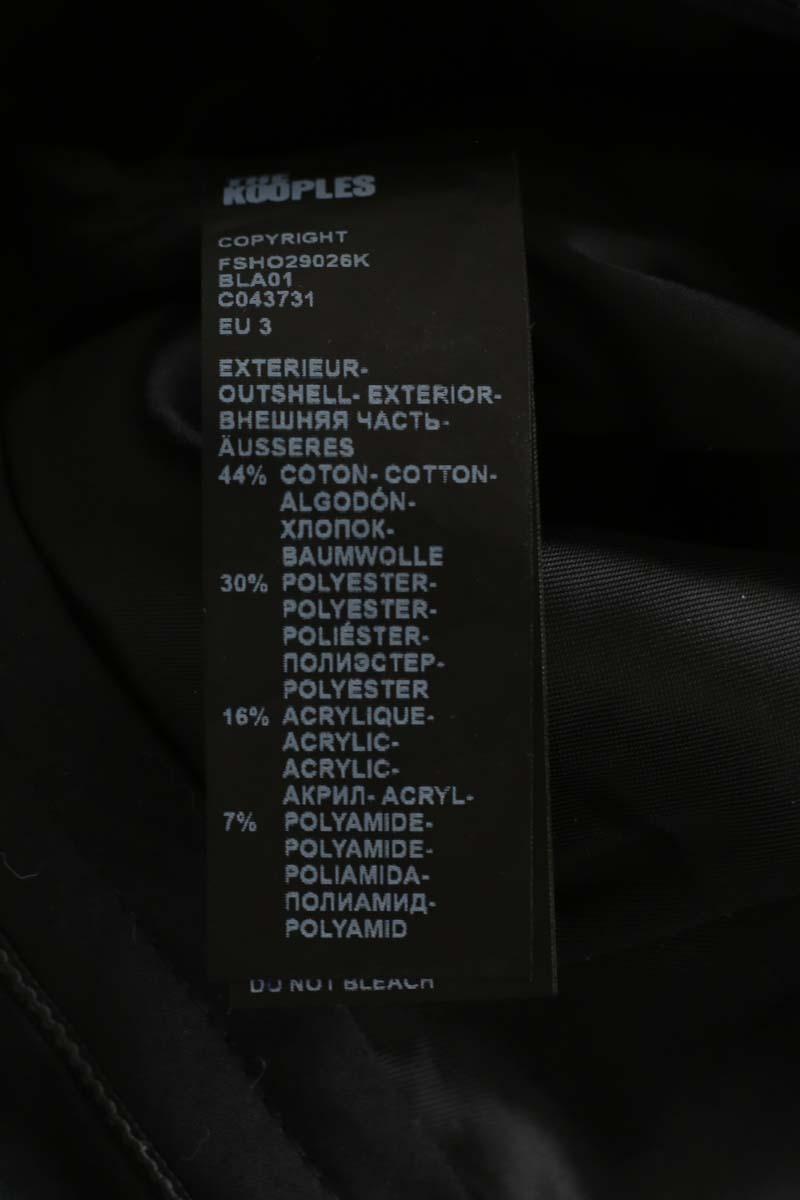 THE
KOOPLES
COPYRIGHT
FSHO29026K
BLA01
C043731
EU 3
EXTERIEUR-
OUTSHELL- EXTERIOR-
ВНЕШНЯЯ ЧАСТЬ-
ÄUSSERES
44% COTON- COTTON-
ALGODÓN-
ХЛОПОК-
BAUMWOLLE
30% POLYESTER-
POLYESTER-
POLIÉSTER-
ПОЛИЭСТЕР-
POLYESTER
16% ACRYLIQUE-
ACRYLIC-
ACRYLIC-
АКРИЛ- ACRYL-
7% POLYAMIDE-
POLYAMIDE-
POLIAMIDA-
ПОЛИАМИД-
POLYAMID
DO NOT BLEACH